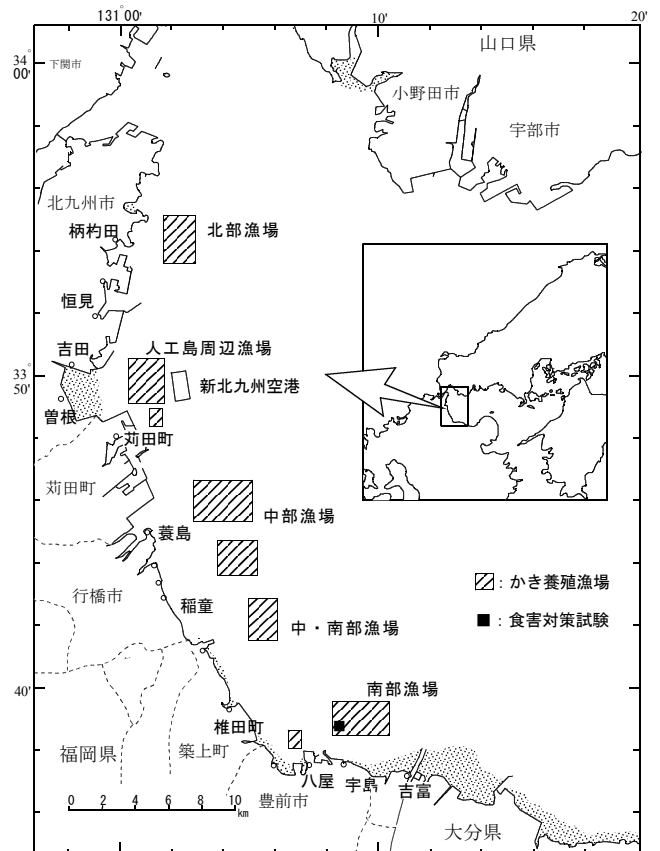 131°00'
10'
20'
34°00'
下関市
山口県
小野田市
宇部市
北九州市
柄杓田
北部漁場
恒見
吉田
人工島周辺漁場
50'
新北九州空港
曽根
苅田町
苅田町
中部漁場
蓑島
行橋市
稲童
：かき養殖漁場
：食害対策試験
中・南部漁場
40'
南部漁場
椎田町
福岡県
築上町
八屋
宇島
吉富
豊前市
大分県
0 2 4 6 8 10
km